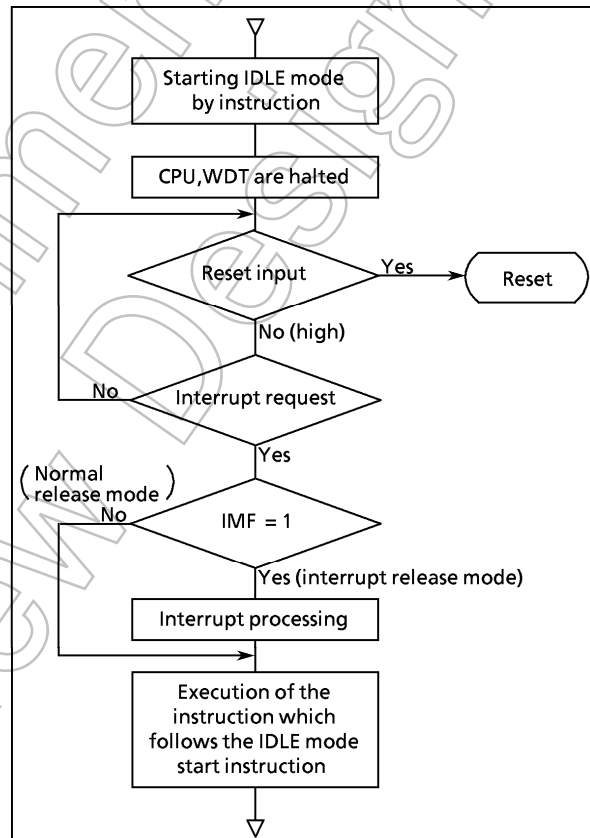 Starting IDLE mode
by instruction
CPU,WDT are halted
Reset input
Yes
Reset
No (high)
No
Interrupt request
Yes
(Normal
release mode)
No
IMF = 1
Yes (interrupt release mode)
Interrupt processing
Execution of the
instruction which
follows the IDLE mode
start instruction